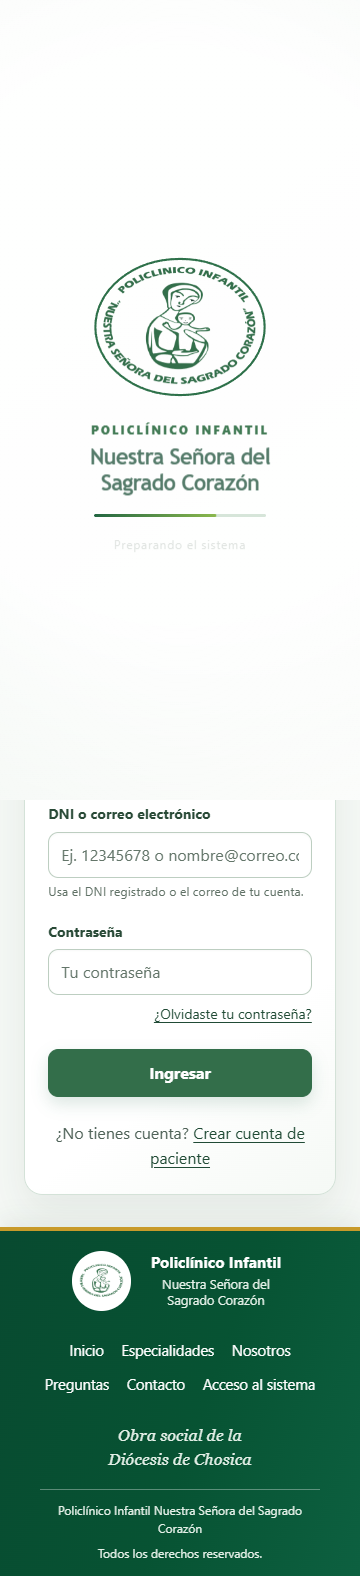 POLICLINICO INFANTIL
"NUESTRA SEÑORA DEL SAGRADO CORAZÓN"
POLICLÍNICO INFANTIL
Nuestra Señora del
Sagrado Corazón
Preparando el sistema
DNI o correo electrónico
Ej. 12345678 o nombre@correo.cc
Usa el DNI registrado o el correo de tu cuenta.
Contraseña
Tu contraseña
¿Olvidaste tu contraseña?
Ingresar
¿No tienes cuenta? Crear cuenta de
paciente
Policlínico Infantil
Nuestra Señora del
Sagrado Corazón
Inicio Especialidades Nosotros
Preguntas Contacto Acceso al sistema
Obra social de la
Diócesis de Chosica
Policlínico Infantil Nuestra Señora del Sagrado
Corazón
Todos los derechos reservados.